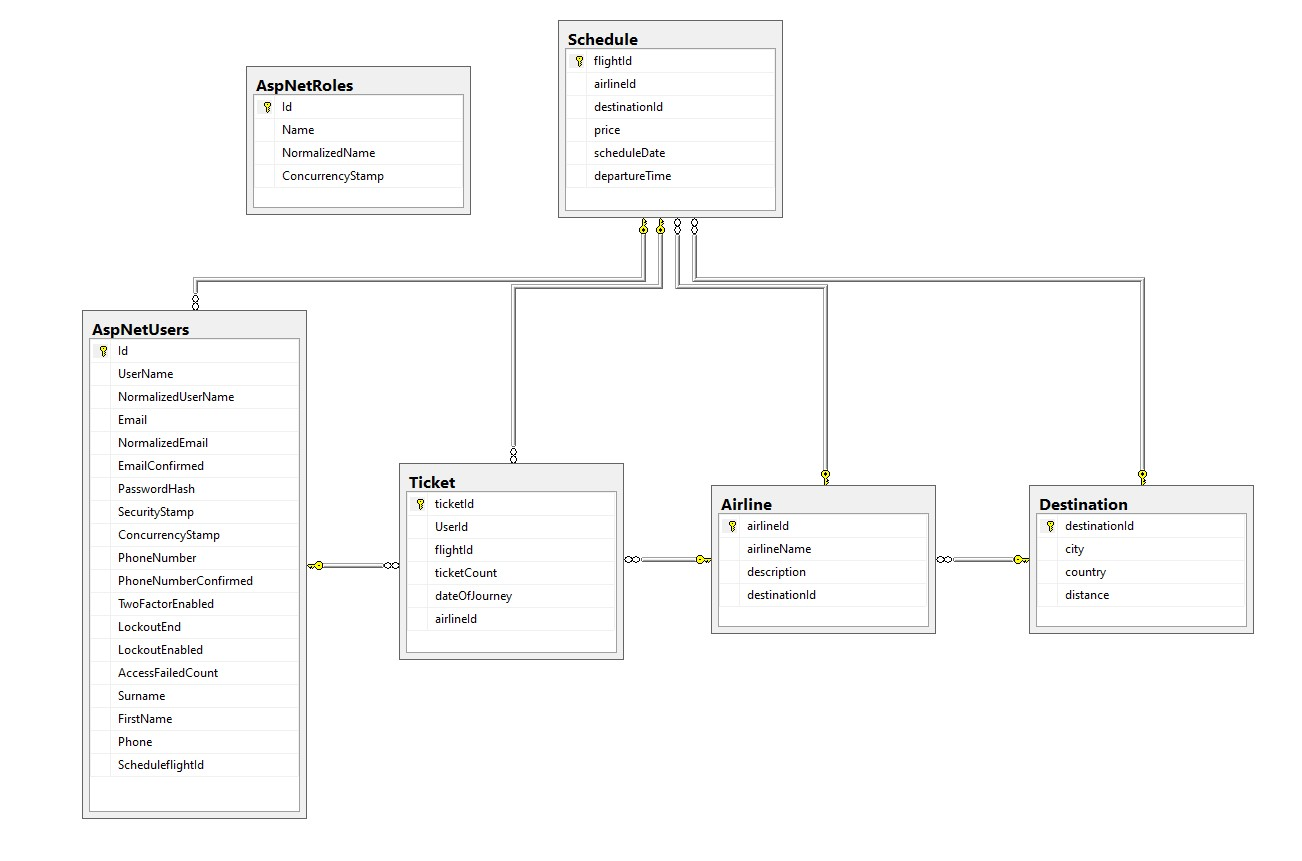 Schedule
flightId
airlineId
destinationId
price
scheduleDate
departureTime
AspNetRoles
Id
Name
NormalizedName
ConcurrencyStamp
AspNetUsers
Id
UserName
NormalizedUserName
Email
NormalizedEmail
EmailConfirmed
PasswordHash
SecurityStamp
ConcurrencyStamp
PhoneNumber
PhoneNumberConfirmed
TwoFactorEnabled
LockoutEnd
LockoutEnabled
AccessFailedCount
Surname
FirstName
Phone
ScheduleflightId
Ticket
ticketId
UserId
flightId
ticketCount
dateOfJourney
airlineId
Airline
airlineId
airlineName
description
destinationId
Destination
destinationId
city
country
distance